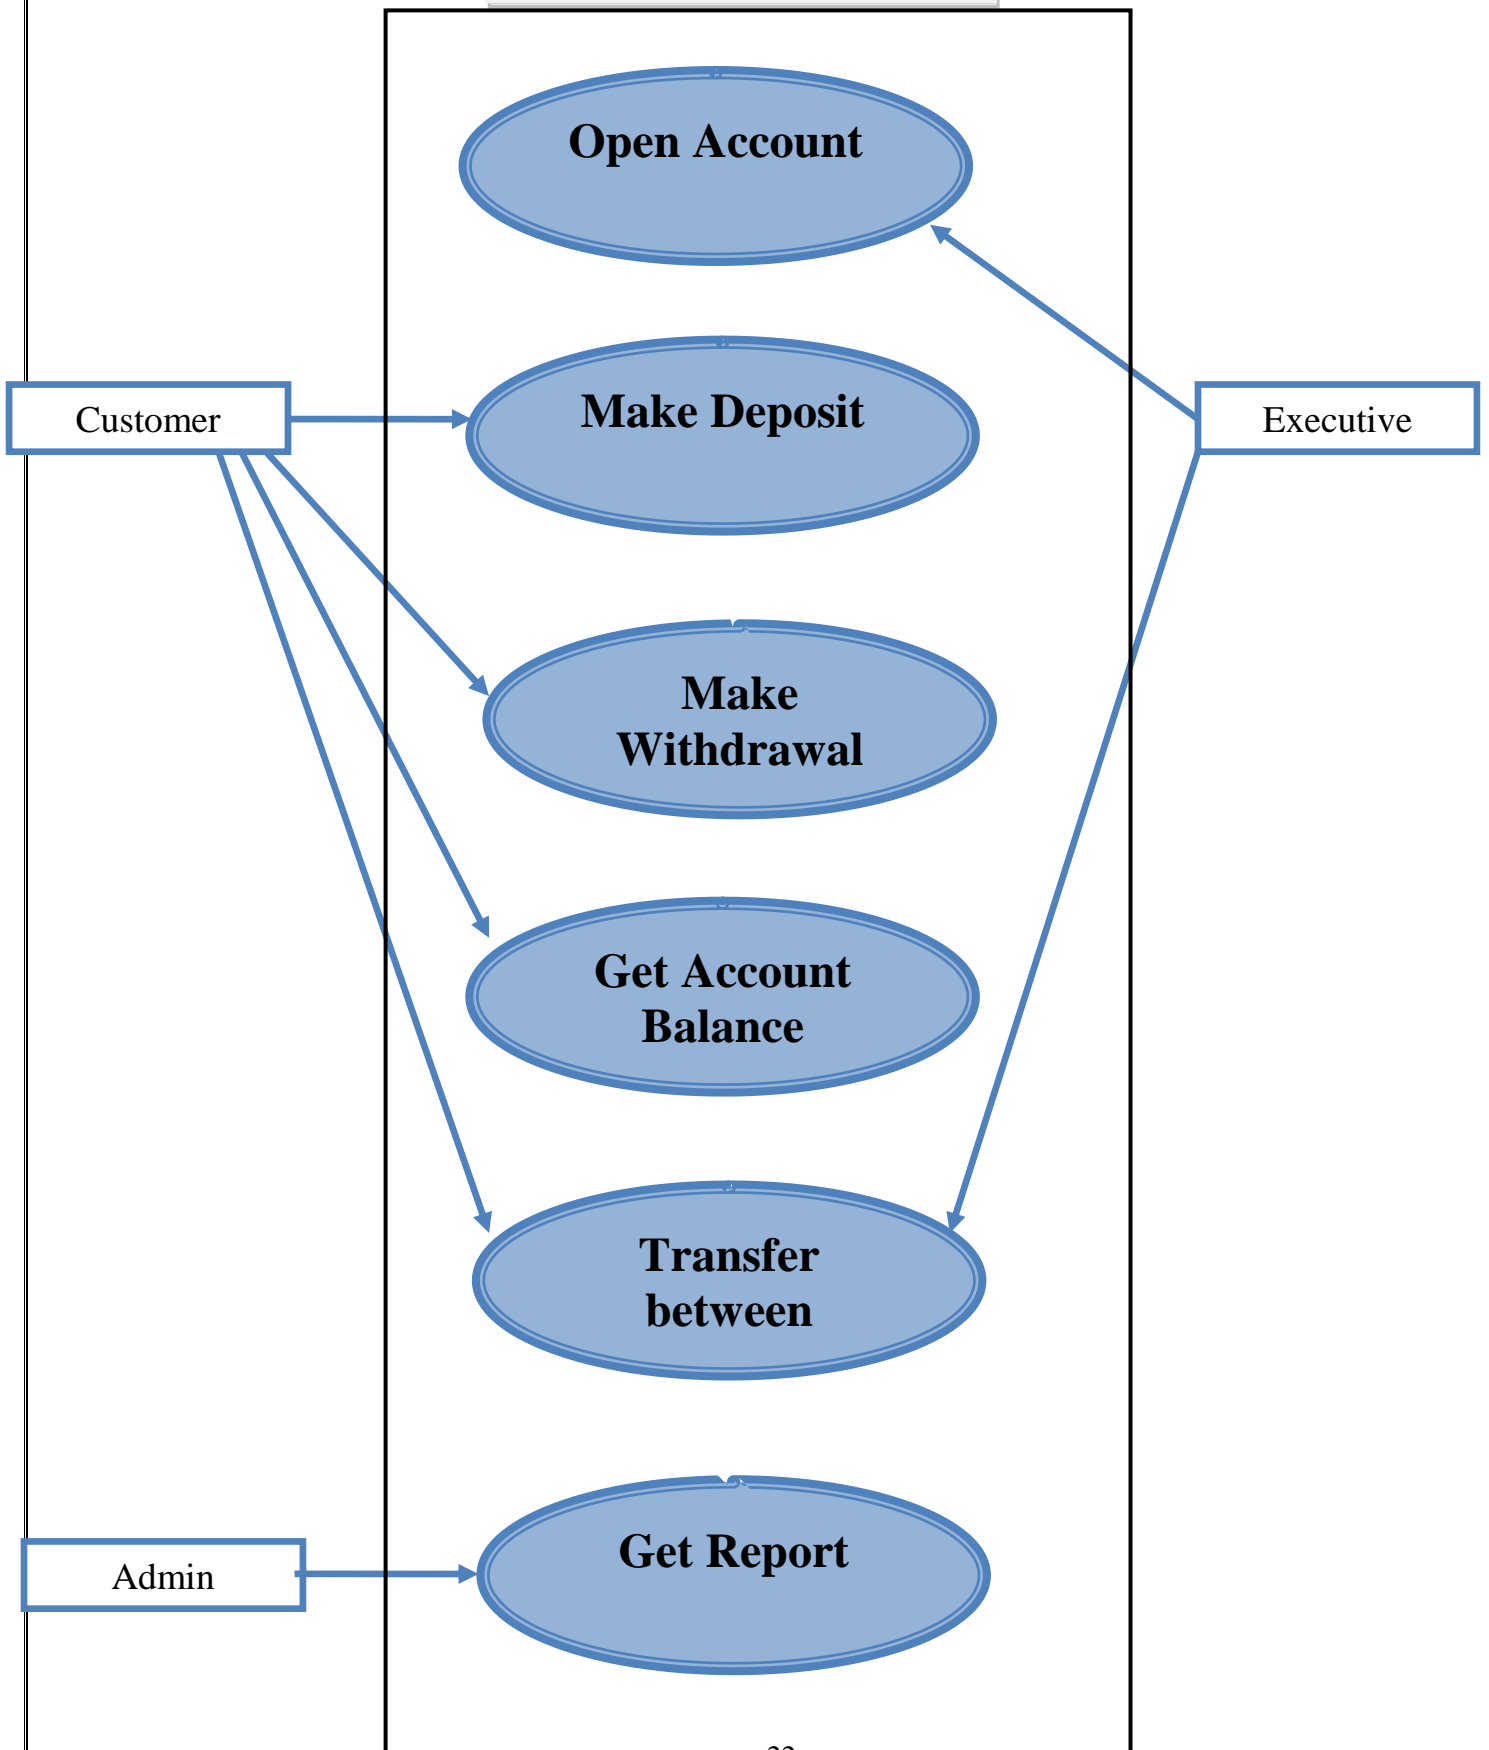 Open Account
Make Deposit
Customer
Executive
Make
Withdrawal
Get Account
Balance
Transfer
between
Get Report
Admin